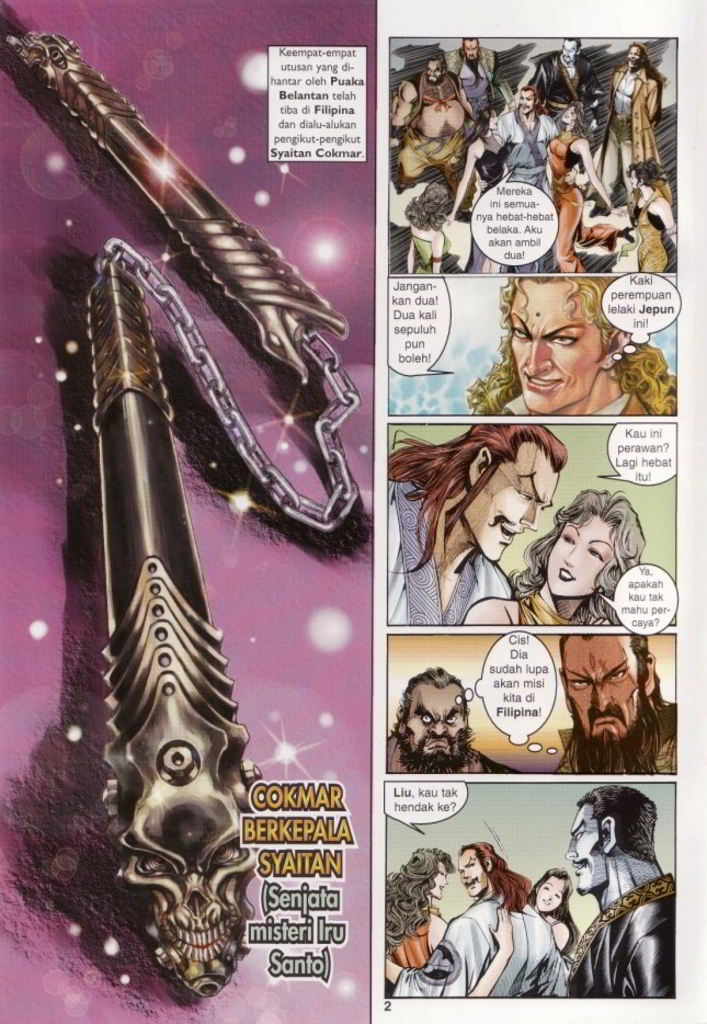 Keempat-empat
utusan yang di-
hantar oleh Puaka
Belantan telah
tiba di Filipina
dan dialu-alukan
pengikut-pengikut
Syaitan Cokmar.
COKMAR
BERKEPALA
SYAITAN
(Senjata
misteri Iru
Santo)
Mereka
ini semua-
nya hebat-hebat
belaka. Aku
akan ambil
dua!
Jangan-
kan dua!
Dua kali
sepuluh
pun
boleh!
Kaki
perempuan
lelaki Jepun
ini!
Kau ini
perawan?
Lagi hebat
itu!
Ya,
apakah
kau tak
mahu per-
caya?
Cis!
Dia
sudah lupa
akan misi
kita di
Filipina!
Liu, kau tak
hendak ke?
2